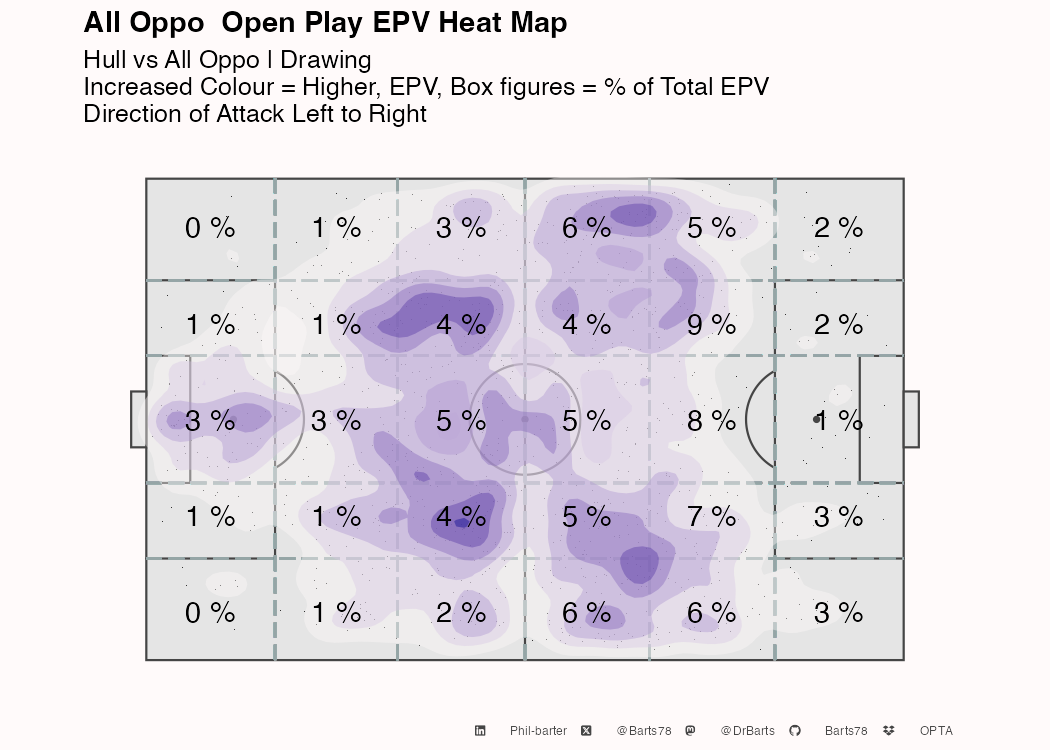 All Oppo  Open Play EPV Heat Map
Hull vs All Oppo | Drawing
Increased Colour = Higher, EPV, Box figures = % of Total EPV
Direction of Attack Left to Right
0 % 1 % 3 % 6 % 5 % 2 %
1 % 1 % 4 % 4 % 9 % 2 %
3 % 3 % 5 % 5 % 8 % 1 %
1 % 1 % 4 % 5 % 7 % 3 %
0 % 1 % 2 % 6 % 6 % 3 %
Phil-barter @Barts78 @DrBarts Barts78 OPTA